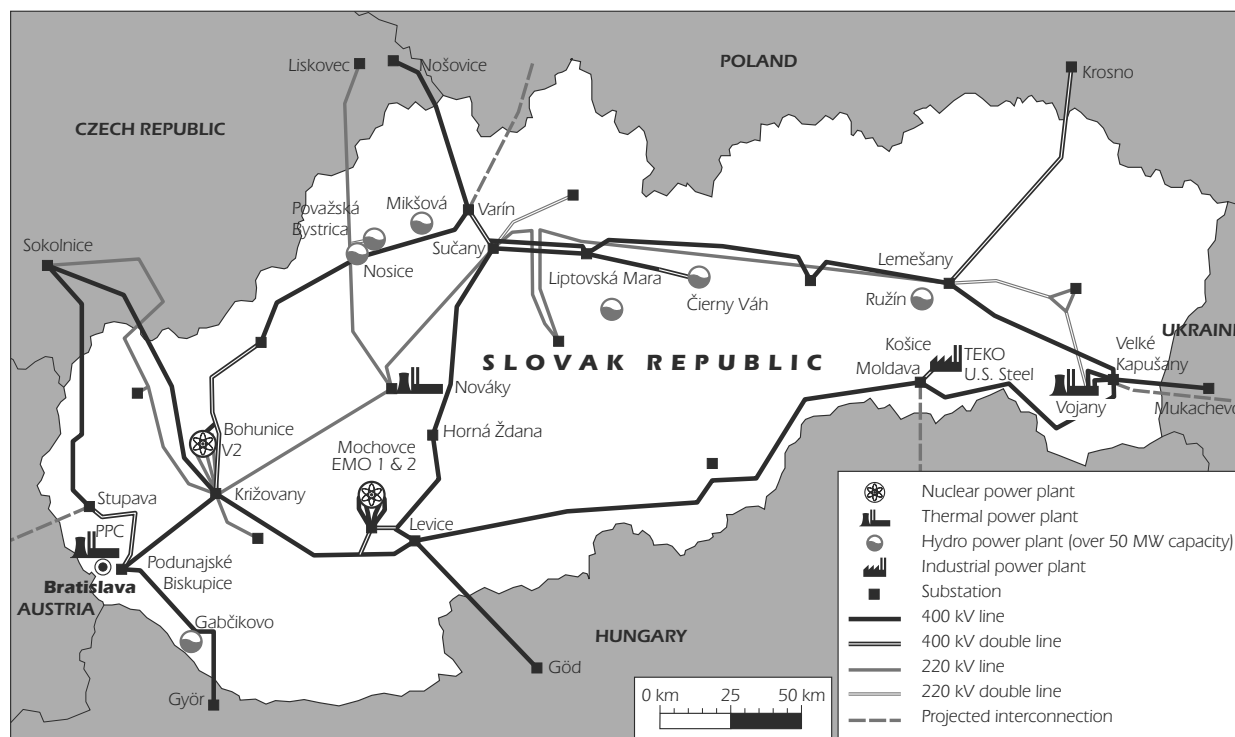 POLAND
Liskovec
Nošovice
Krosno
CZECH REPUBLIC
Mikšová
Považská
Bystrica
Varín
Sokolnice
Sučany
Nosice
Lemešany
Liptovská Mara
Čierny Váh
Ružín
UKRAINE
SLOVAK REPUBLIC
Košice
Moldava
TEKO
U.S. Steel
Velké
Kapušany
Nováky
Vojany
Mukachevo
Bohunice
V2
Mochovce
EMO 1 & 2
Horná Ždana
Stupava
Križovany
Levice
PPC
Podunajské
Biskupice
Bratislava
AUSTRIA
Gabčikovo
HUNGARY
Göd
Györ
Nuclear power plant
Thermal power plant
Hydro power plant (over 50 MW capacity)
Industrial power plant
Substation
400 kV line
400 kV double line
220 kV line
220 kV double line
Projected interconnection
0 km 25 50 km